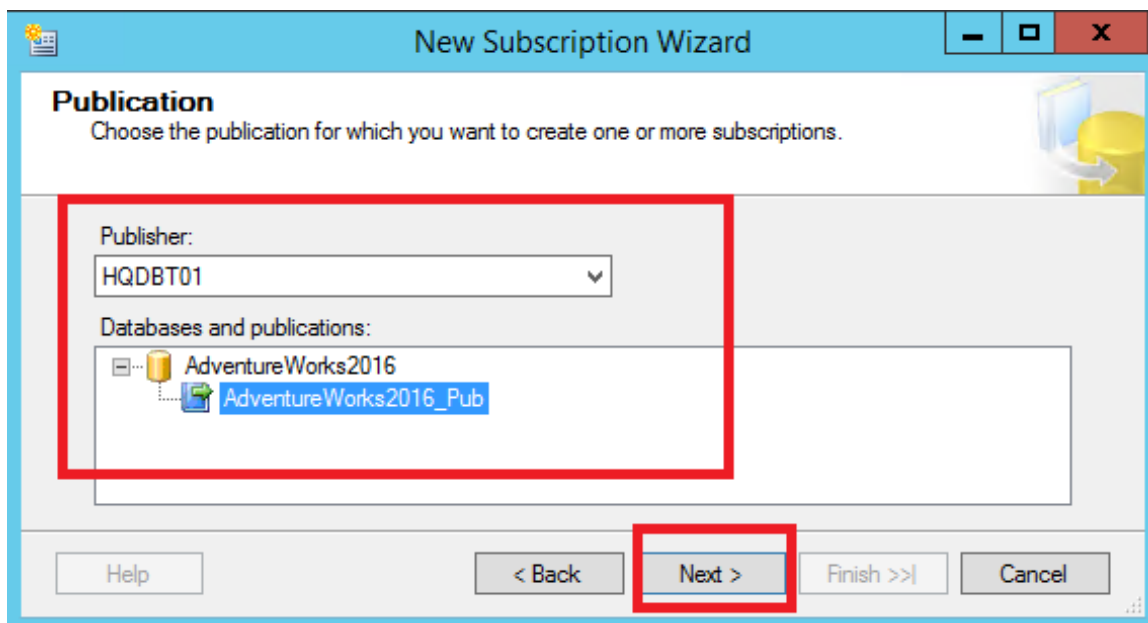 New Subscription Wizard
Publication
Choose the publication for which you want to create one or more subscriptions.
Publisher:
HQDBT01
Databases and publications:
AdventureWorks2016
AdventureWorks2016_Pub
Help
< Back
Next >
Finish >>|
Cancel